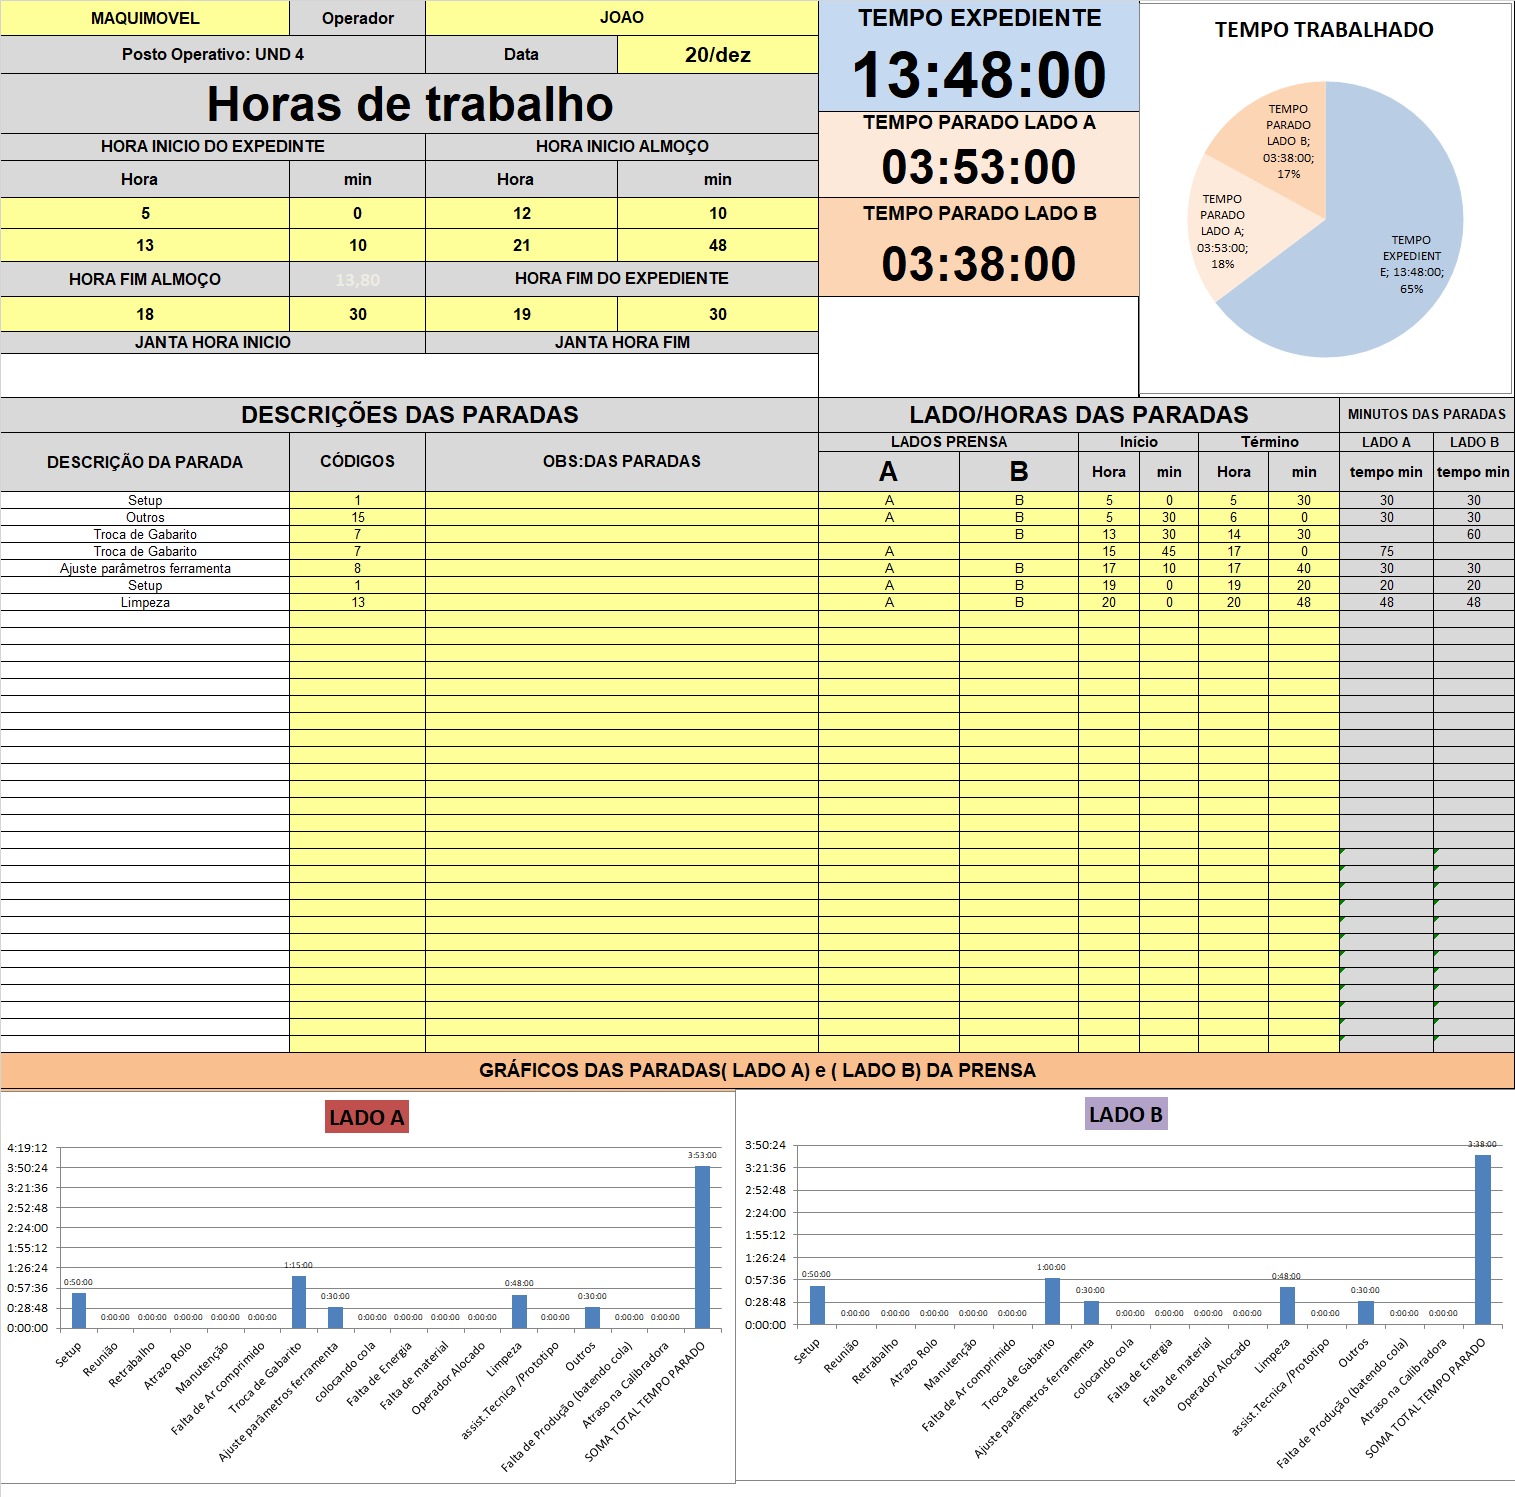 MAQUIMOVEL Operador JOAO
Posto Operativo: UND 4 Data 20/dez
Horas de trabalho
HORA INICIO DO EXPEDINTE HORA INICIO ALMOÇO
Hora min Hora min
5 0 12 10
13 10 21 48
HORA FIM ALMOÇO 13,80 HORA FIM DO EXPEDIENTE
18 30 19 30
JANTA HORA INICIO JANTA HORA FIM
TEMPO EXPEDIENTE
13:48:00
TEMPO PARADO LADO A
03:53:00
TEMPO PARADO LADO B
03:38:00
TEMPO TRABALHADO
TEMPO
PARADO
LADO B;
03:38:00;
17%
TEMPO
PARADO
LADO A;
03:53:00;
18%
TEMPO
EXPEDIENT
E; 13:48:00;
65%
DESCRIÇÕES DAS PARADAS LADO/HORAS DAS PARADAS MINUTOS DAS PARADAS
DESCRIÇÃO DA PARADA CÓDIGOS OBS:DAS PARADAS LADOS PRENSA Início Término LADO A LADO B
A B Hora min Hora min tempo min tempo min
Setup 1 A B 5 0 5 30 30 30
Outros 15 A B 5 30 6 0 30 30
Troca de Gabarito 7 B 13 30 14 30 60
Troca de Gabarito 7 A 15 45 17 0 75
Ajuste parâmetros ferramenta 8 A B 17 10 17 40 30 30
Setup 1 A B 19 0 19 20 20 20
Limpeza 13 A B 20 0 20 48 48 48
GRÁFICOS DAS PARADAS( LADO A) e ( LADO B) DA PRENSA
LADO A
4:19:12
3:50:24
3:21:36
2:52:48
2:24:00
1:55:12
1:26:24
0:57:36
0:28:48
0:00:00
0:50:00 0:00:00 0:00:00 0:00:00 0:00:00 0:00:00 1:15:00 0:30:00 0:00:00 0:00:00 0:00:00 0:00:00 0:48:00 0:00:00 0:30:00 0:00:00 0:00:00 3:53:00
Setup
Reunião
Retrabalho
Atrazo Rolo
Manutenção
Falta de Ar comprimido
Troca de Gabarito
Ajuste parâmetros ferramenta
colocando cola
Falta de Energia
Falta de material
Operador Alocado
Limpeza
assist.Tecnica /Prototipo
Outros
Falta de Produção (batendo cola)
Atraso na Calibradora
SOMA TOTAL TEMPO PARADO
LADO B
3:50:24
3:21:36
2:52:48
2:24:00
1:55:12
1:26:24
0:57:36
0:28:48
0:00:00
0:50:00 0:00:00 0:00:00 0:00:00 0:00:00 0:00:00 1:00:00 0:30:00 0:00:00 0:00:00 0:00:00 0:00:00 0:48:00 0:00:00 0:30:00 0:00:00 0:00:00 3:38:00
Setup
Reunião
Retrabalho
Atrazo Rolo
Manutenção
Falta de Ar comprimido
Troca de Gabarito
Ajuste parâmetros ferramenta
colocando cola
Falta de Energia
Falta de material
Operador Alocado
Limpeza
assist.Tecnica /Prototipo
Outros
Falta de Produção (batendo cola)
Atraso na Calibradora
SOMA TOTAL TEMPO PARADO